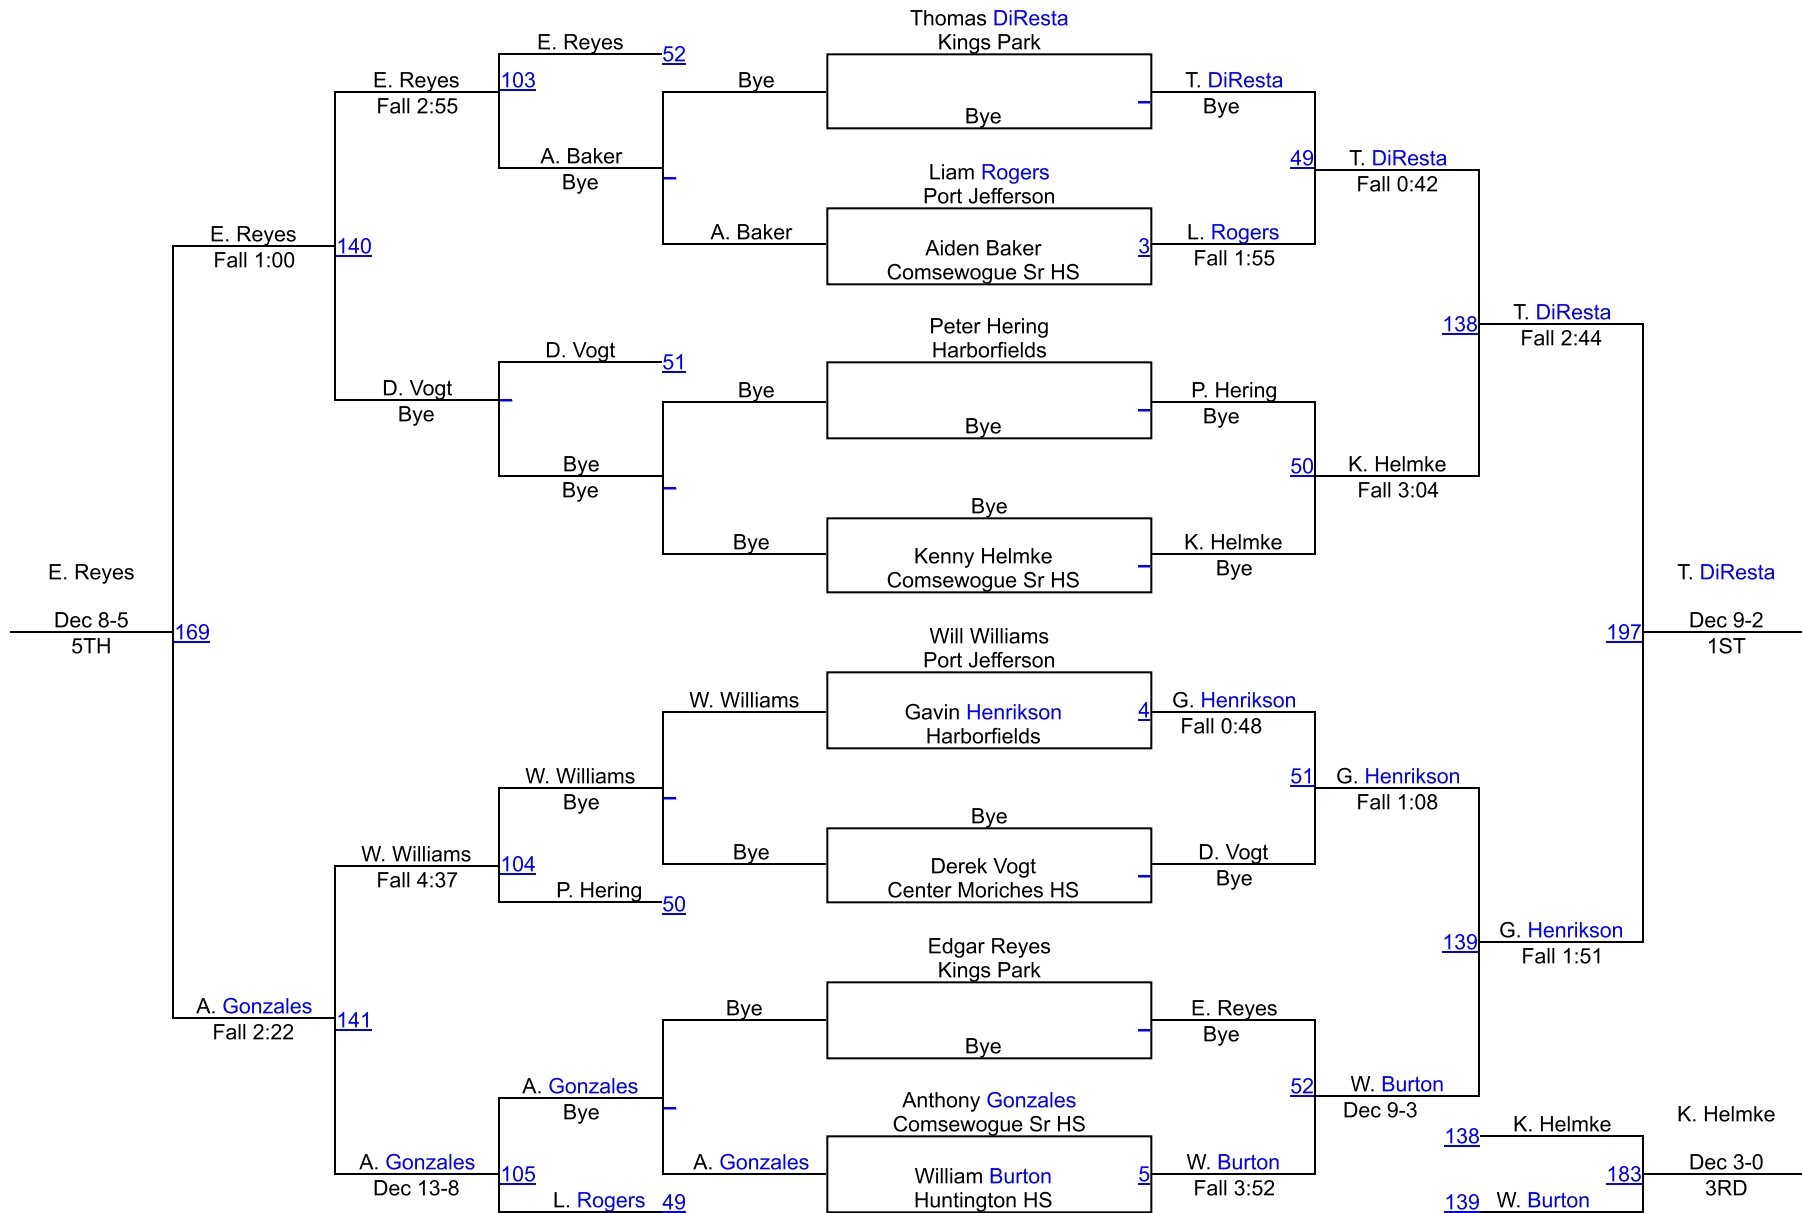 Thomas DiResta
Kings Park
E. Reyes
52
E. Reyes
103
Fall 2:55
Bye
T. DiResta
Bye
Bye
A. Baker
Bye
49
T. DiResta
Fall 0:42
Liam Rogers
Port Jefferson
A. Baker
Aiden Baker
3
Comsewogue Sr HS
L. Rogers
Fall 1:55
E. Reyes
140
Fall 1:00
Peter Hering
Harborfields
138
T. DiResta
Fall 2:44
D. Vogt
51
D. Vogt
Bye
Bye
P. Hering
Bye
Bye
Bye
Bye
50
K. Helmke
Fall 3:04
Bye
Bye
Kenny Helmke
Comsewogue Sr HS
K. Helmke
Bye
E. Reyes
Dec 8-5
169
5TH
T. DiResta
197
Dec 9-2
1ST
Will Williams
Port Jefferson
W. Williams
Gavin Henrikson
4
Harborfields
G. Henrikson
Fall 0:48
W. Williams
Bye
51
G. Henrikson
Fall 1:08
Bye
Bye
Derek Vogt
Center Moriches HS
D. Vogt
Bye
W. Williams
104
Fall 4:37
P. Hering
50
Edgar Reyes
Kings Park
139
G. Henrikson
Fall 1:51
A. Gonzales
141
Fall 2:22
Bye
E. Reyes
Bye
Bye
A. Gonzales
Bye
52
W. Burton
Dec 9-3
Anthony Gonzales
Comsewogue Sr HS
K. Helmke
138
K. Helmke
A. Gonzales
105
Dec 13-8
A. Gonzales
William Burton
5
Huntington HS
W. Burton
Fall 3:52
183
Dec 3-0
3RD
L. Rogers
49
139
W. Burton